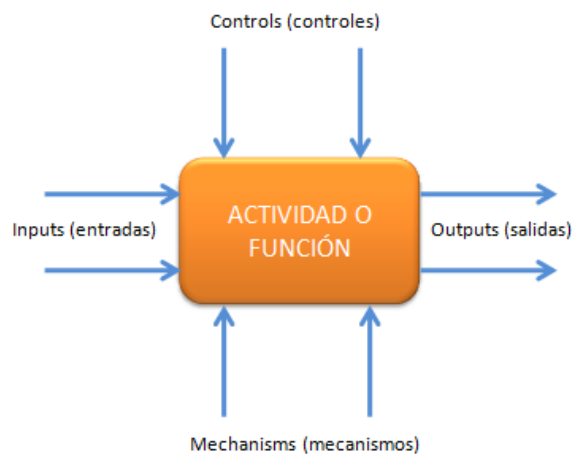 Controls (controles)
Inputs (entradas)
ACTIVIDAD O
FUNCIÓN
Outputs (salidas)
Mechanisms (mecanismos)